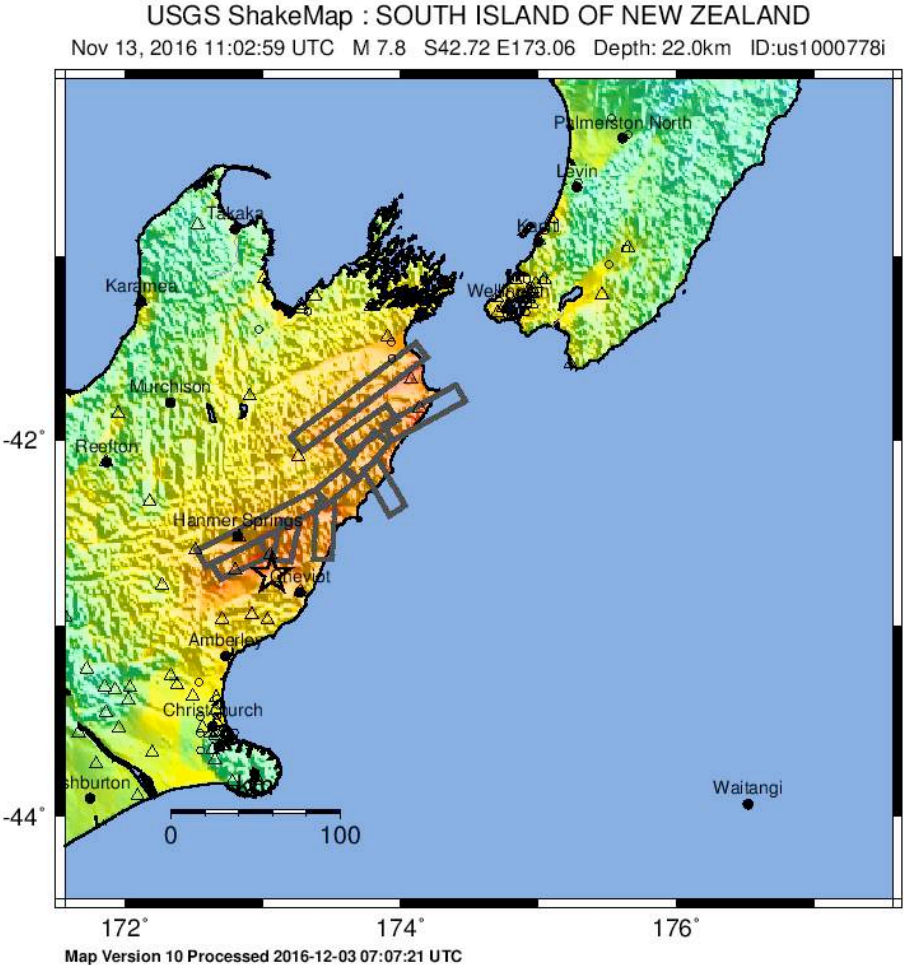 USGS ShakeMap : SOUTH ISLAND OF NEW ZEALAND
Nov 13, 2016 11:02:59 UTC M 7.8 S42.72 E173.06 Depth: 22.0km ID:us1000778i
Palmerston North
Levin
Takaka
Karamea
Wellington
Murchison
-42°
Reefton
Hanmer Springs
Cheviot
Amberley
Christchurch
shburton
Waitangi
-44°
0 100
172° 174° 176°
Map Version 10 Processed 2016-12-03 07:07:21 UTC